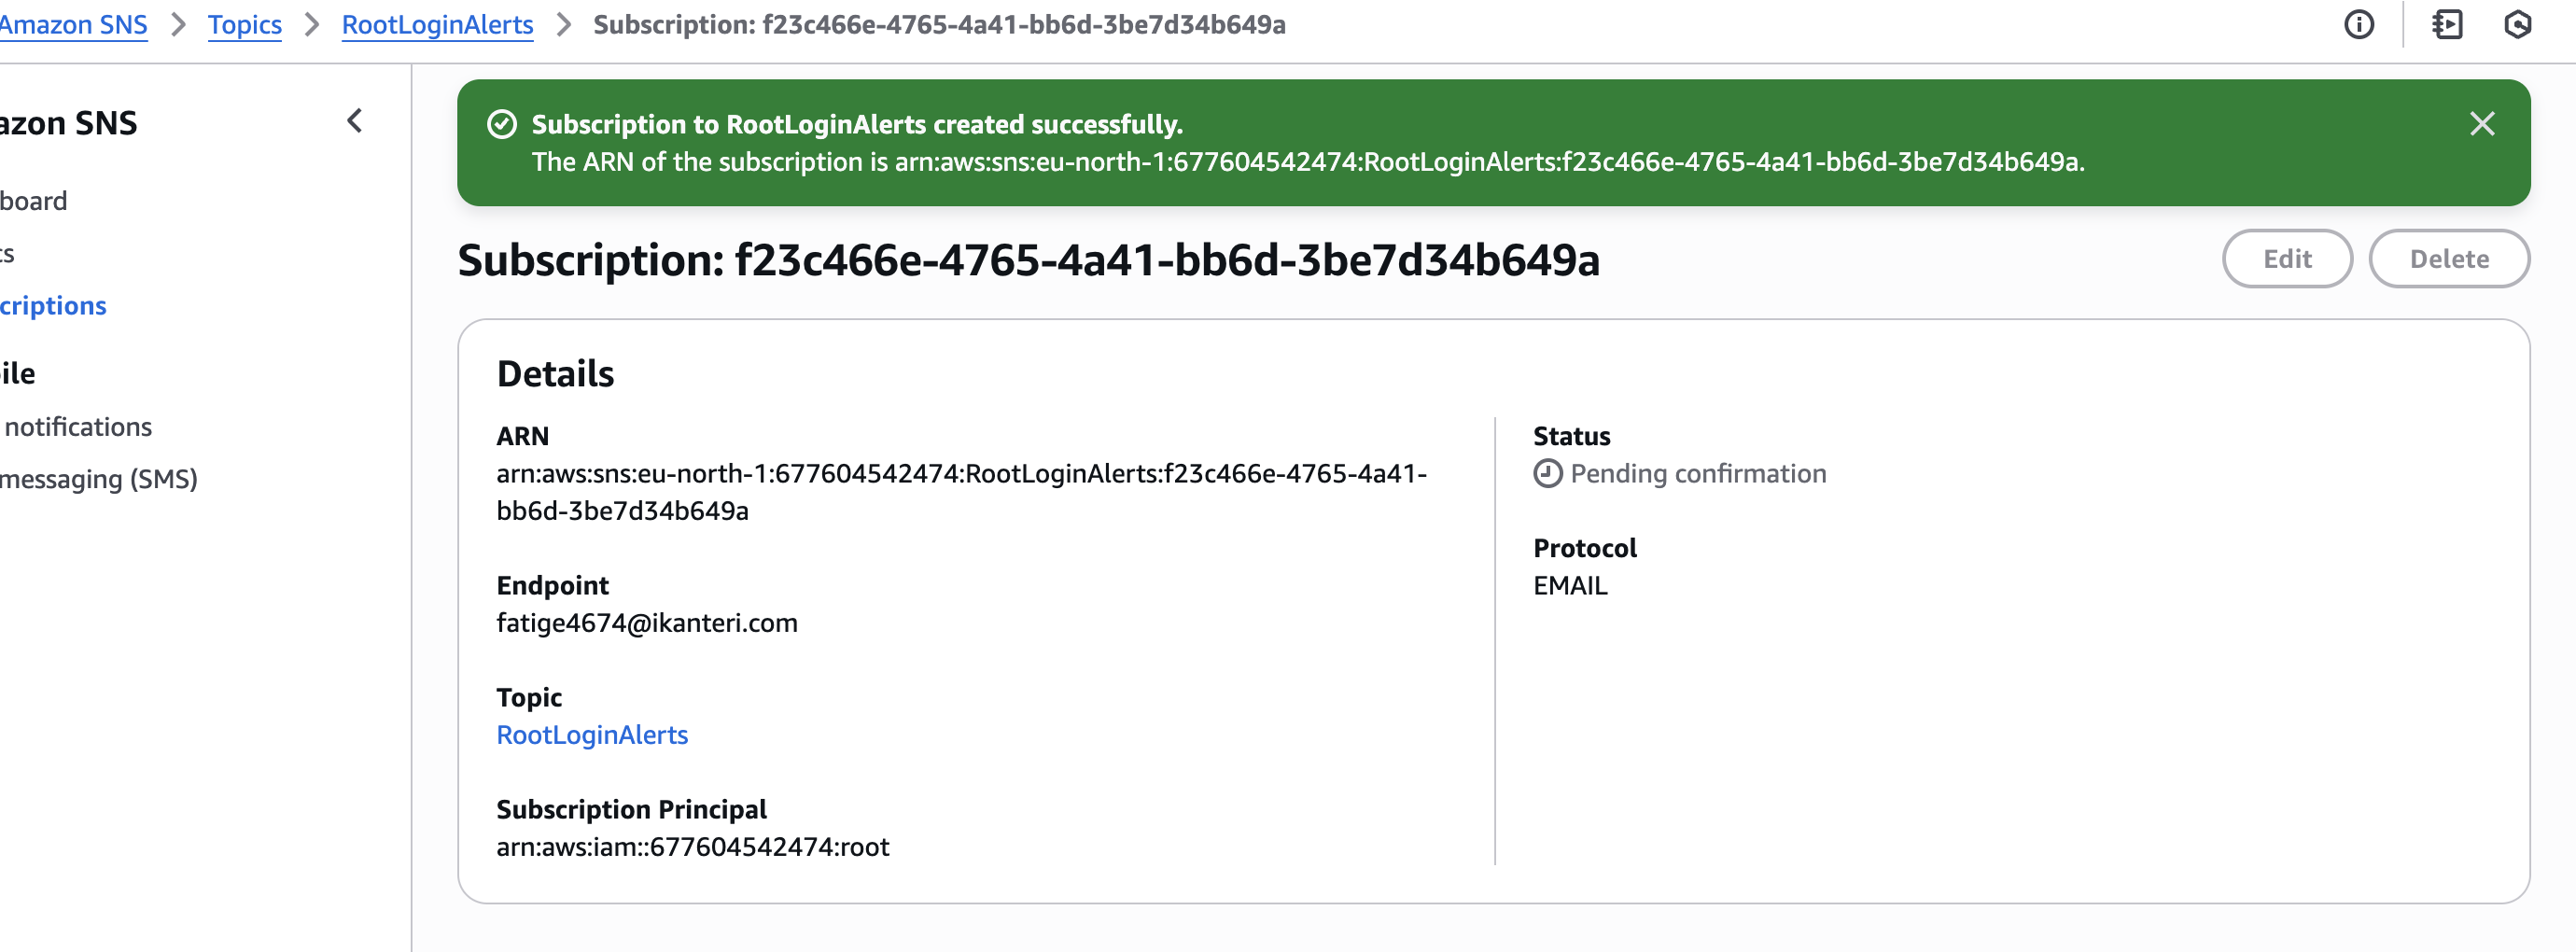 Amazon SNS > Topics > RootLoginAlerts > Subscription: f23c466e-4765-4a41-bb6d-3be7d34b649a
azon SNS
board
ts
criptions
ile
notifications
messaging (SMS)
Subscription to RootLoginAlerts created successfully.
The ARN of the subscription is arn:aws:sns:eu-north-1:677604542474:RootLoginAlerts:f23c466e-4765-4a41-bb6d-3be7d34b649a.
Subscription: f23c466e-4765-4a41-bb6d-3be7d34b649a
Edit
Delete
Details
ARN
arn:aws:sns:eu-north-1:677604542474:RootLoginAlerts:f23c466e-4765-4a41-
bb6d-3be7d34b649a
Endpoint
fatige4674@ikanteri.com
Topic
RootLoginAlerts
Subscription Principal
arn:aws:iam::677604542474:root
Status
Pending confirmation
Protocol
EMAIL